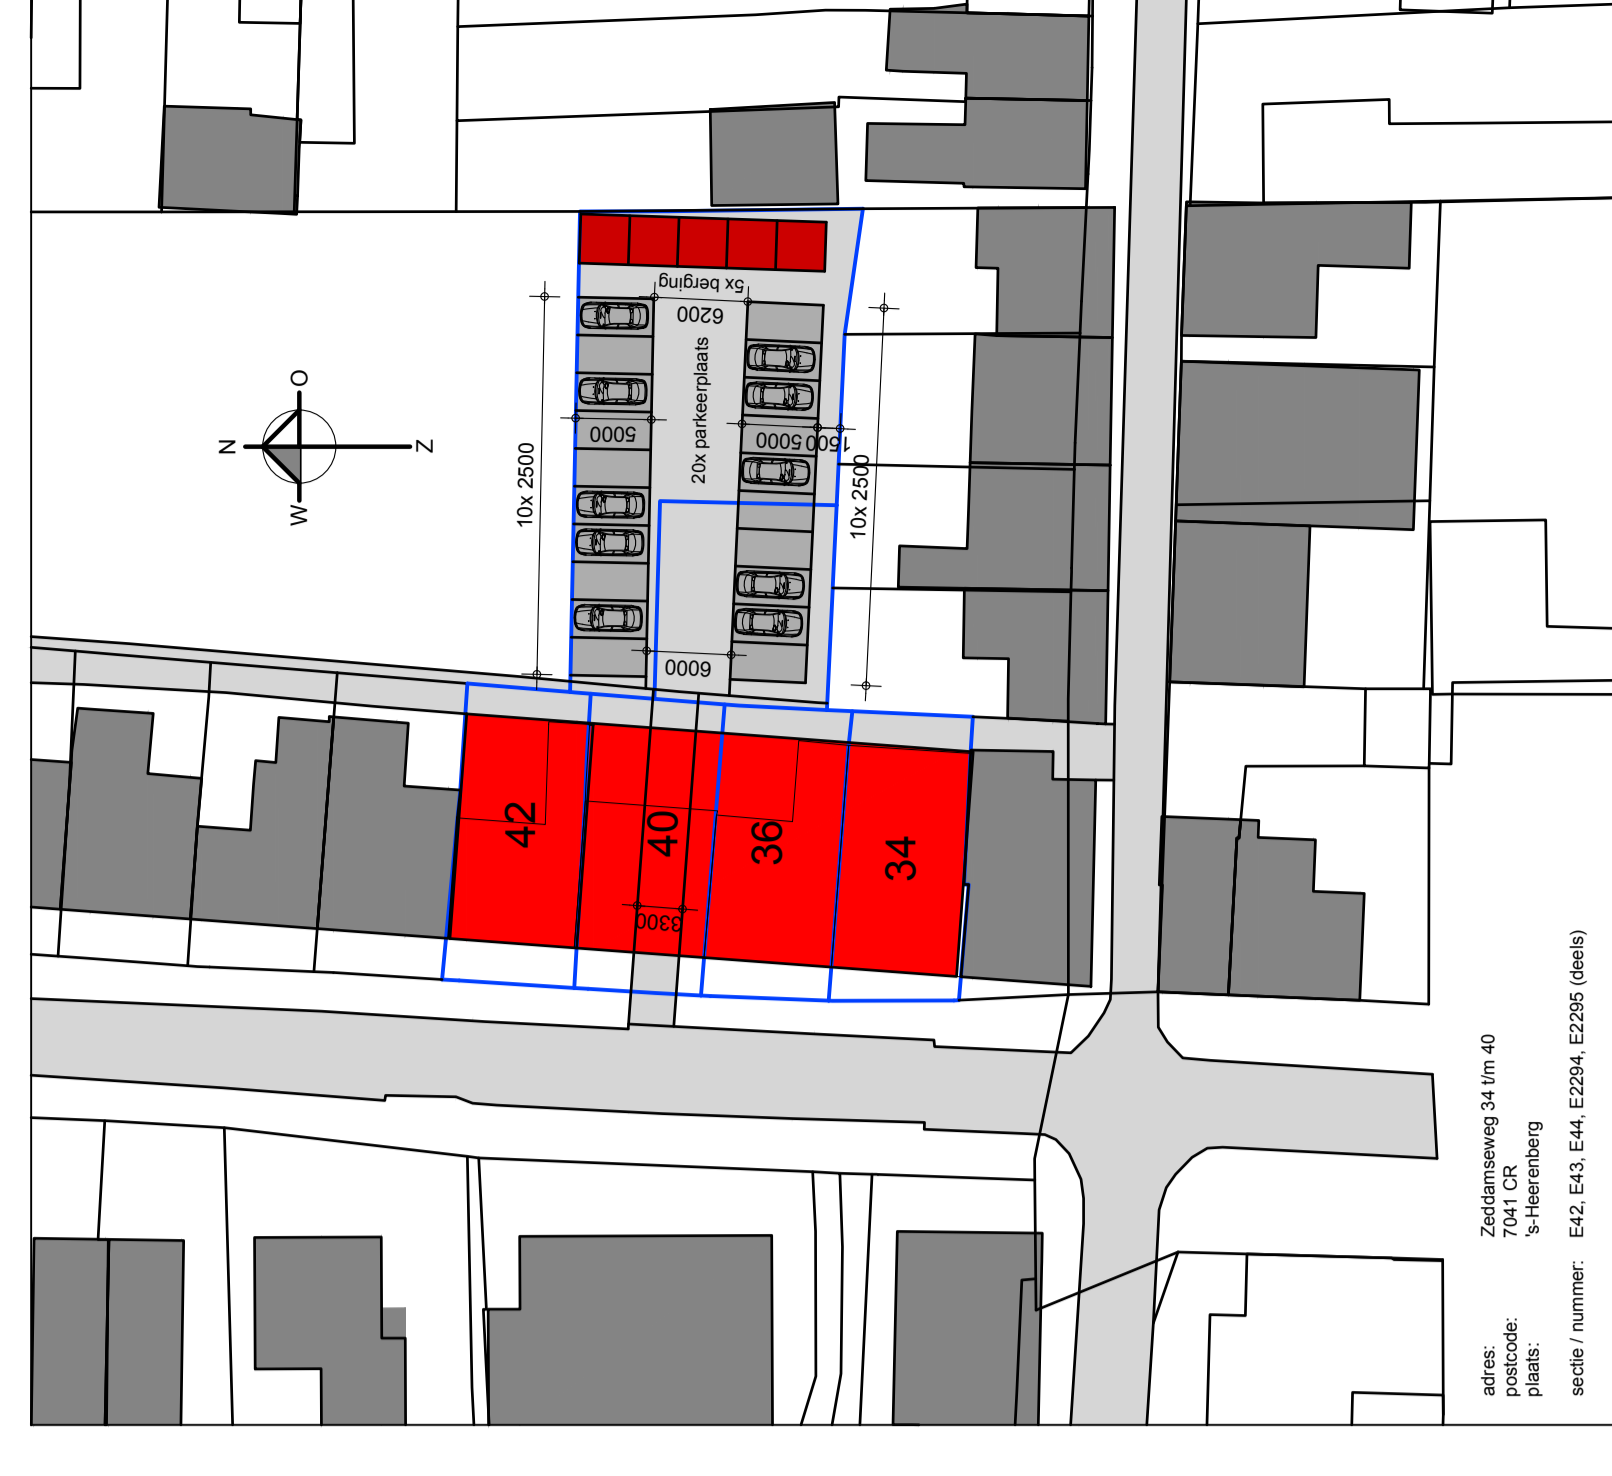 5x berging
6200
20x parkeerplaats
10x 2500
5000
5000
1500
10x 2500
6000
N
O
Z
W
42
40
36
34
3300
adres: Zeddamseweg 34 t/m 40
postcode: 7041 CR
plaats: 's-Heerenberg
sectie / nummer: E42, E43, E44, E2294, E2295 (deels)